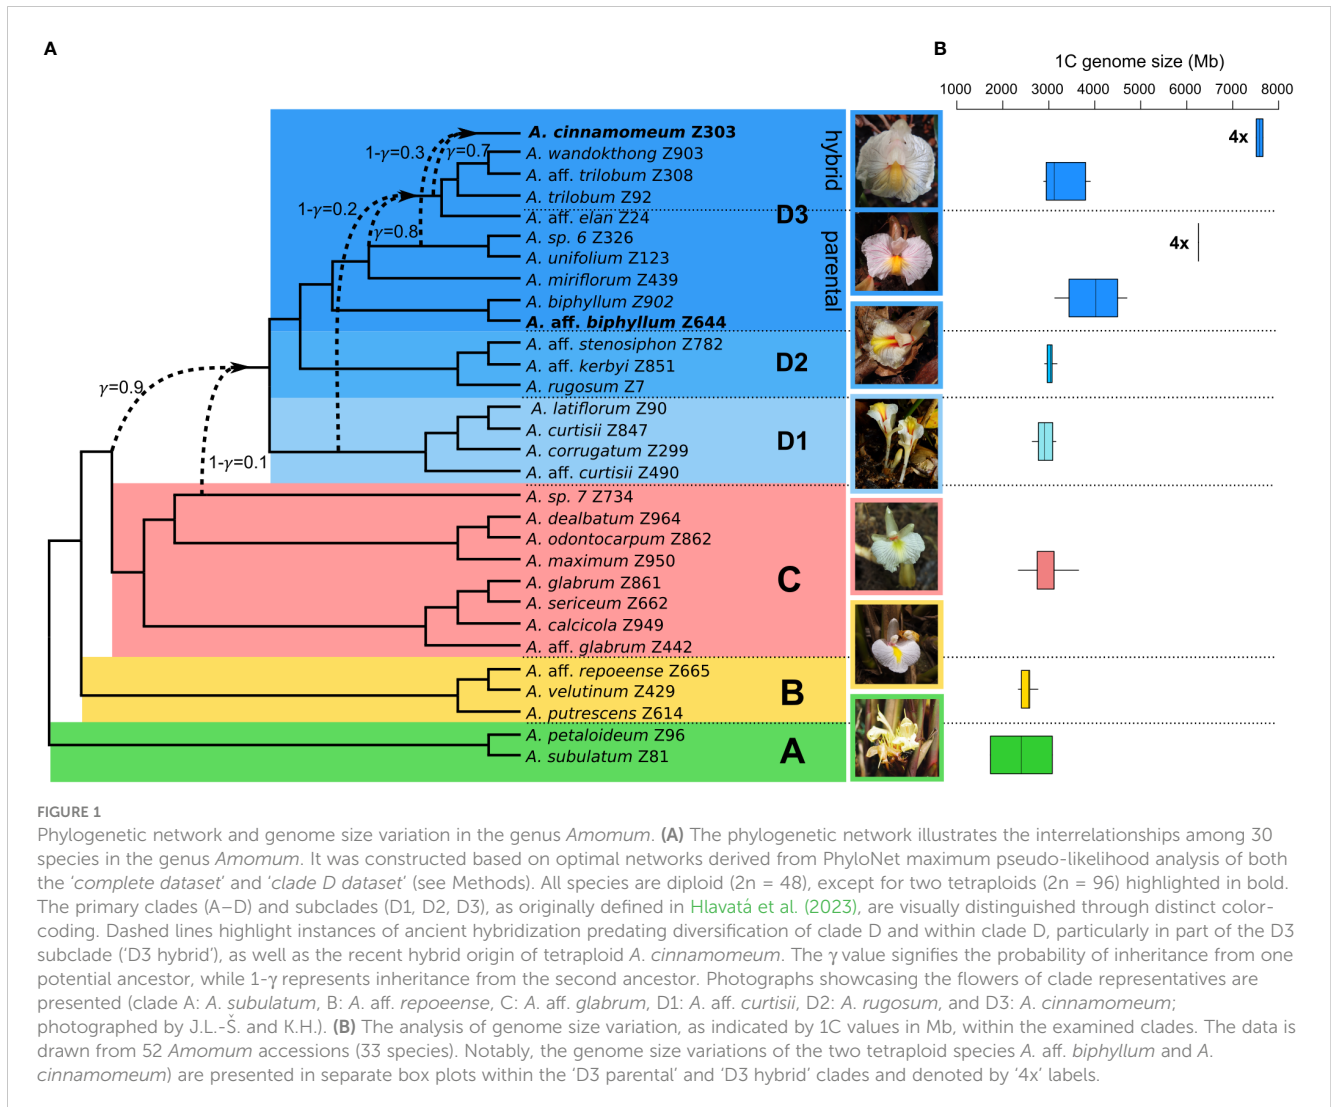 A
B
1C genome size (Mb)
1000 2000 3000 4000 5000 6000 7000 8000
A. cinnamomeum Z303
4x
1-γ=0.3
γ=0.7
A. wandokthong Z903
hybrid
A. aff. trilobum Z308
A. trilobum Z92
1-γ=0.2
A. aff. elan Z24
D3
γ=0.8
A. sp. 6 Z326
4x
A. unifolium Z123
parental
A. miriflorum Z439
A. biphyllum Z902
A. aff. biphyllum Z644
A. aff. stenosiphon Z782
A. aff. kerbyi Z851
D2
A. rugosum Z7
γ=0.9
A. latiflorum Z90
A. curtisii Z847
D1
A. corrugatum Z299
1-γ=0.1
A. aff. curtisii Z490
A. sp. 7 Z734
A. dealbatum Z964
A. odontocarpum Z862
A. maximum Z950
A. glabrum Z861
C
A. sericeum Z662
A. calcicola Z949
A. aff. glabrum Z442
A. aff. repoeense Z665
A. velutinum Z429
B
A. putrescens Z614
A. petaloideum Z96
A
A. subulatum Z81
FIGURE 1
Phylogenetic network and genome size variation in the genus Amomum. (A) The phylogenetic network illustrates the interrelationships among 30
species in the genus Amomum. It was constructed based on optimal networks derived from PhyloNet maximum pseudo-likelihood analysis of both
the ‘complete dataset’ and ‘clade D dataset’ (see Methods). All species are diploid (2n = 48), except for two tetraploids (2n = 96) highlighted in bold.
The primary clades (A–D) and subclades (D1, D2, D3), as originally defined in Hlavatá et al. (2023), are visually distinguished through distinct color-
coding. Dashed lines highlight instances of ancient hybridization predating diversification of clade D and within clade D, particularly in part of the D3
subclade (‘D3 hybrid’), as well as the recent hybrid origin of tetraploid A. cinnamomeum. The γ value signifies the probability of inheritance from one
potential ancestor, while 1-γ represents inheritance from the second ancestor. Photographs showcasing the flowers of clade representatives are
presented (clade A: A. subulatum, B: A. aff. repoeense, C: A. aff. glabrum, D1: A. aff. curtisii, D2: A. rugosum, and D3: A. cinnamomeum;
photographed by J.L.-Š. and K.H.). (B) The analysis of genome size variation, as indicated by 1C values in Mb, within the examined clades. The data is
drawn from 52 Amomum accessions (33 species). Notably, the genome size variations of the two tetraploid species A. aff. biphyllum and A.
cinnamomeum) are presented in separate box plots within the ‘D3 parental’ and ‘D3 hybrid’ clades and denoted by ‘4x’ labels.